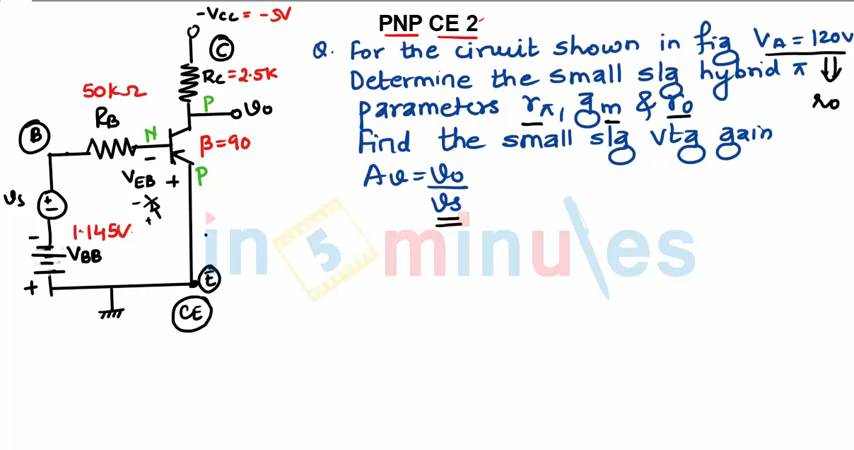 PNP CE 2
-VCC = -5V
C
RC = 2.5K
P
vo
50kΩ
RB
B
N
β = 90
-
VEB +
P
vs
+
-
-
+
1.145V
-
VBB
+
E
CE
Q. For the circuit shown in fig VA = 120V
Determine the small sig hybrid π
parameters rπ, gm & ro
ro
Find the small sig vtg gain
Av = vo
vs
in 5 minutes